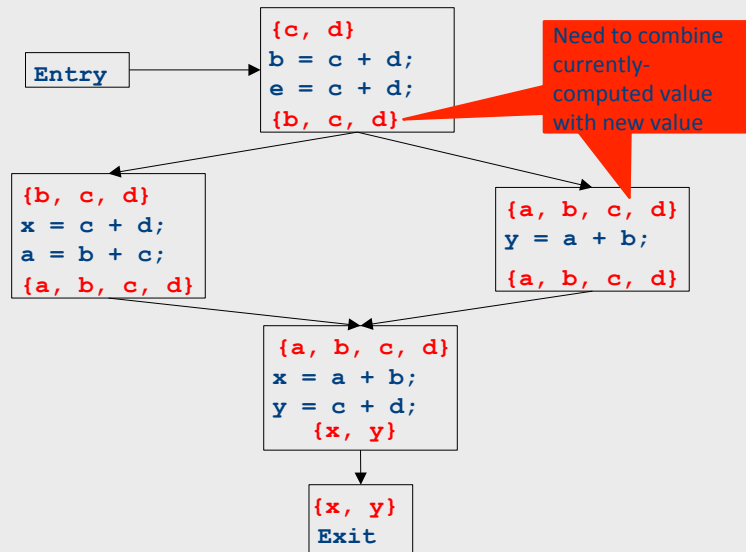 {c, d}
b = c + d;
e = c + d;
{b, c, d}
Need to combine
currently-
computed value
with new value
Entry
{b, c, d}
x = c + d;
a = b + c;
{a, b, c, d}
{a, b, c, d}
y = a + b;
{a, b, c, d}
{a, b, c, d}
x = a + b;
y = c + d;
{x, y}
{x, y}
Exit